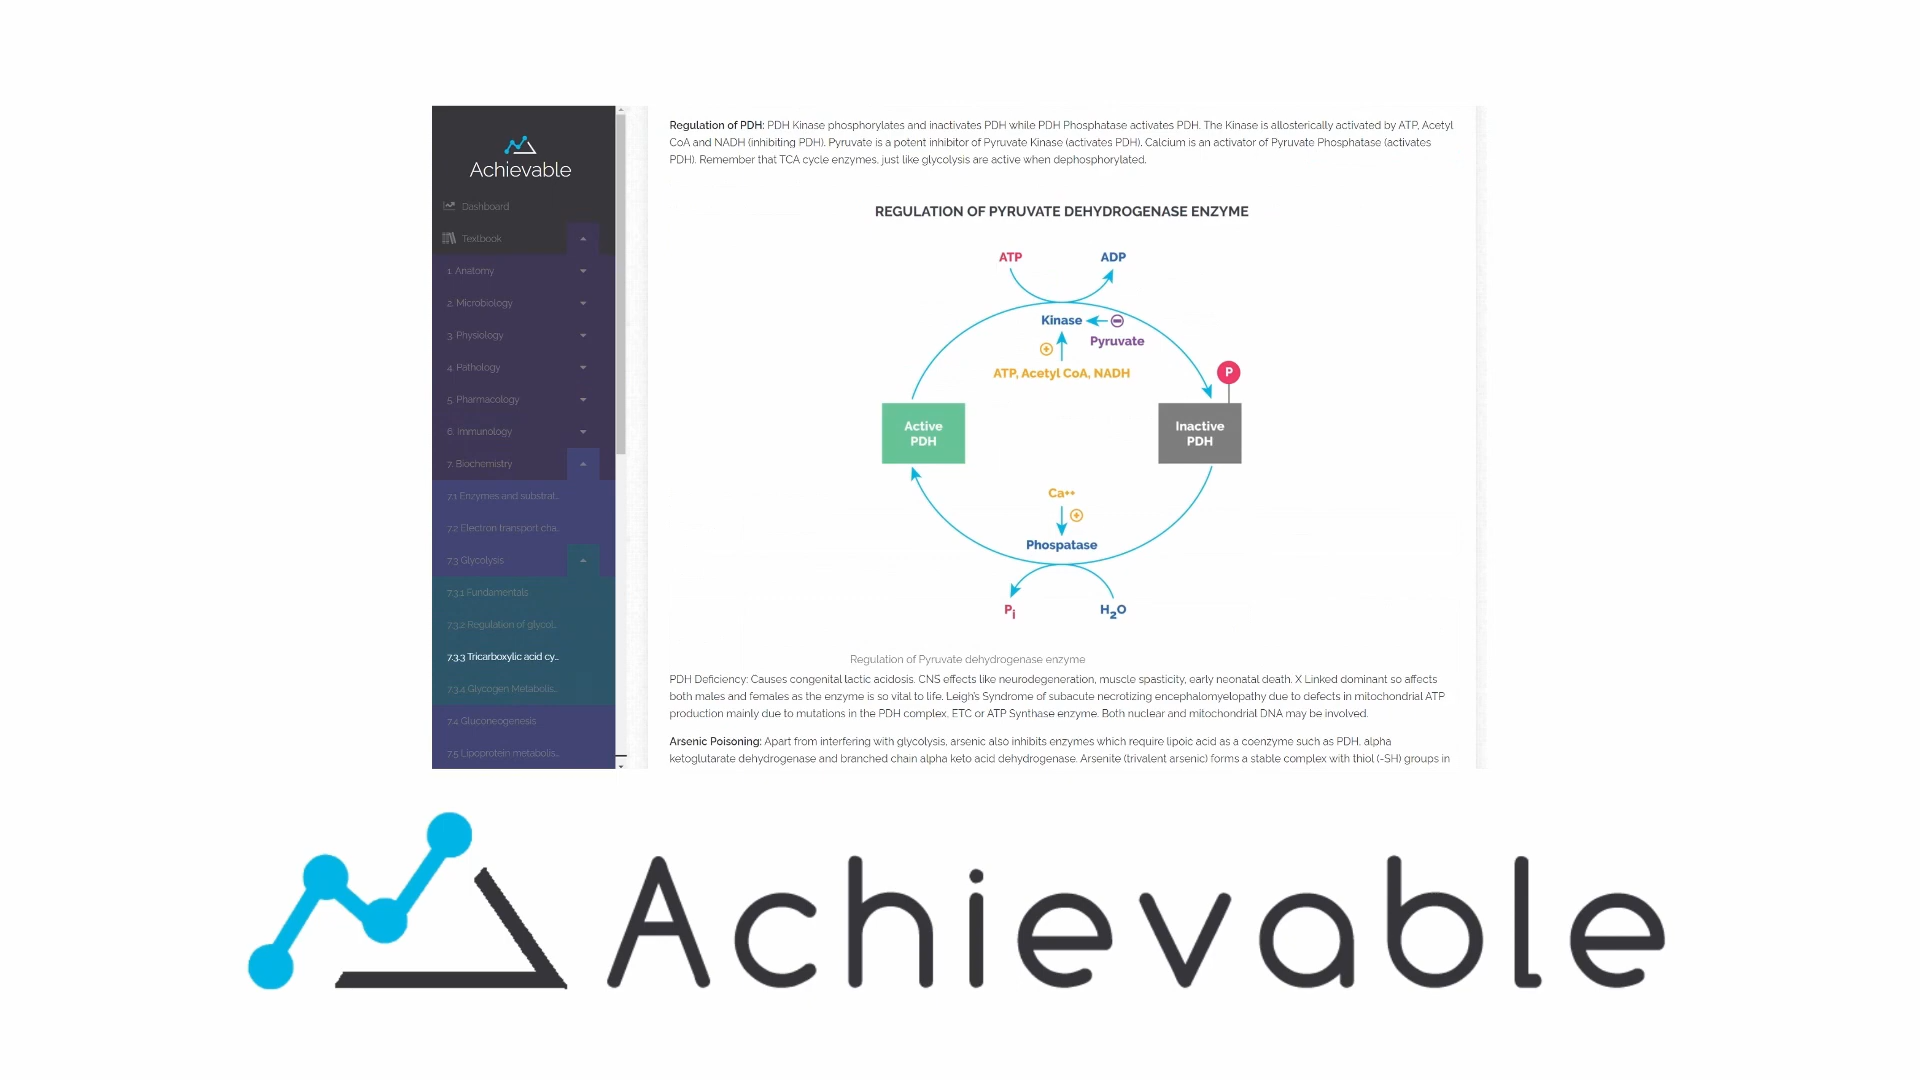 Achievable
Dashboard
Textbook
1. Anatomy
2. Microbiology
3. Physiology
4. Pathology
5. Pharmacology
6. Immunology
7. Biochemistry
7.1 Enzymes and substrat...
7.2 Electron transport cha...
7.3 Glycolysis
7.3.1 Fundamentals
7.3.2 Regulation of glycol...
7.3.3 Tricarboxylic acid cy...
7.3.4 Glycogen Metabolis...
7.4 Gluconeogenesis
7.5 Lipoprotein metabolis...
Regulation of PDH: PDH Kinase phosphorylates and inactivates PDH while PDH Phosphatase activates PDH. The Kinase is allosterically activated by ATP, Acetyl
CoA and NADH (inhibiting PDH). Pyruvate is a potent inhibitor of Pyruvate Kinase (activates PDH). Calcium is an activator of Pyruvate Phosphatase (activates
PDH). Remember that TCA cycle enzymes, just like glycolysis are active when dephosphorylated.
REGULATION OF PYRUVATE DEHYDROGENASE ENZYME
ATP ADP
Kinase
Pyruvate
ATP, Acetyl CoA, NADH
P
Active
PDH
Inactive
PDH
Ca++
Phospatase
Pi H2O
Regulation of Pyruvate dehydrogenase enzyme
PDH Deficiency: Causes congenital lactic acidosis. CNS effects like neurodegeneration, muscle spasticity, early neonatal death. X Linked dominant so affects
both males and females as the enzyme is so vital to life. Leigh's Syndrome of subacute necrotizing encephalomyelopathy due to defects in mitochondrial ATP
production mainly due to mutations in the PDH complex, ETC or ATP Synthase enzyme. Both nuclear and mitochondrial DNA may be involved.
Arsenic Poisoning: Apart from interfering with glycolysis, arsenic also inhibits enzymes which require lipoic acid as a coenzyme such as PDH, alpha
ketoglutarate dehydrogenase and branched chain alpha keto acid dehydrogenase. Arsenite (trivalent arsenic) forms a stable complex with thiol (-SH) groups in
Achievable